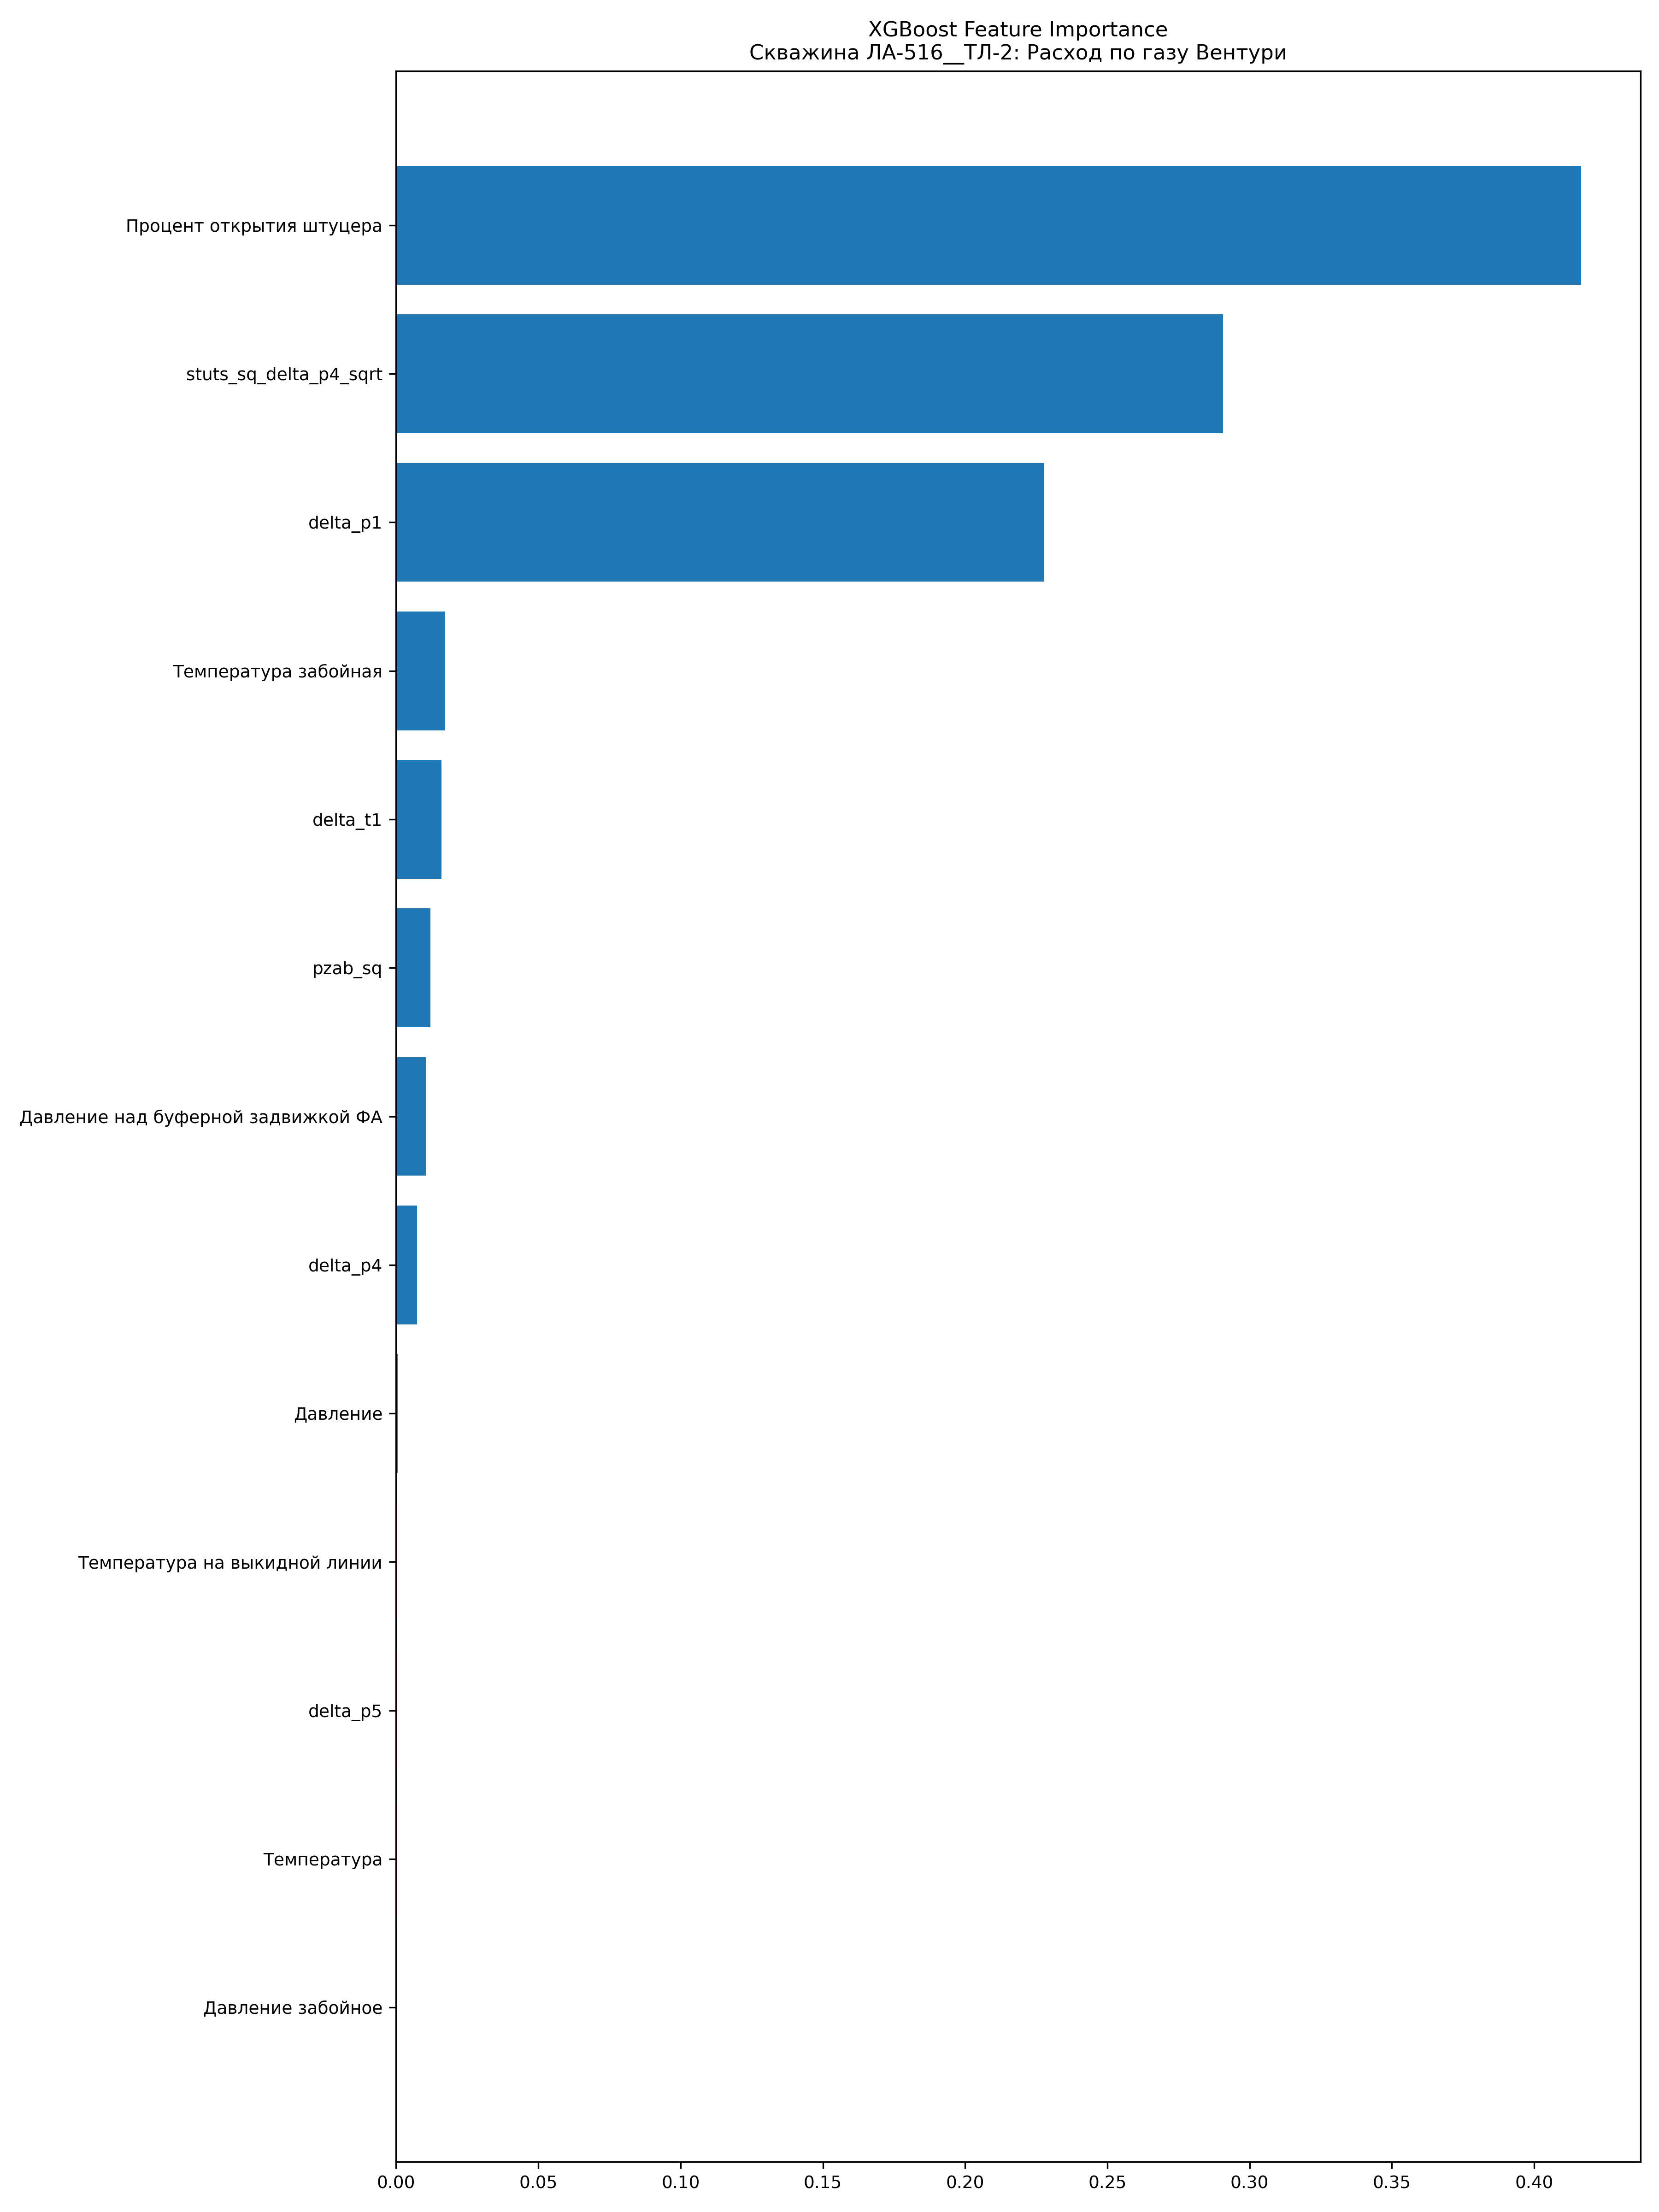 XGBoost Feature Importance
Скважина ЛА-516__ТЛ-2: Расход по газу Вентури
Процент открытия штуцера
stuts_sq_delta_p4_sqrt
delta_p1
Температура забойная
delta_t1
pzab_sq
Давление над буферной задвижкой ФА
delta_p4
Давление
Температура на выкидной линии
delta_p5
Температура
Давление забойное
0.00 0.05 0.10 0.15 0.20 0.25 0.30 0.35 0.40